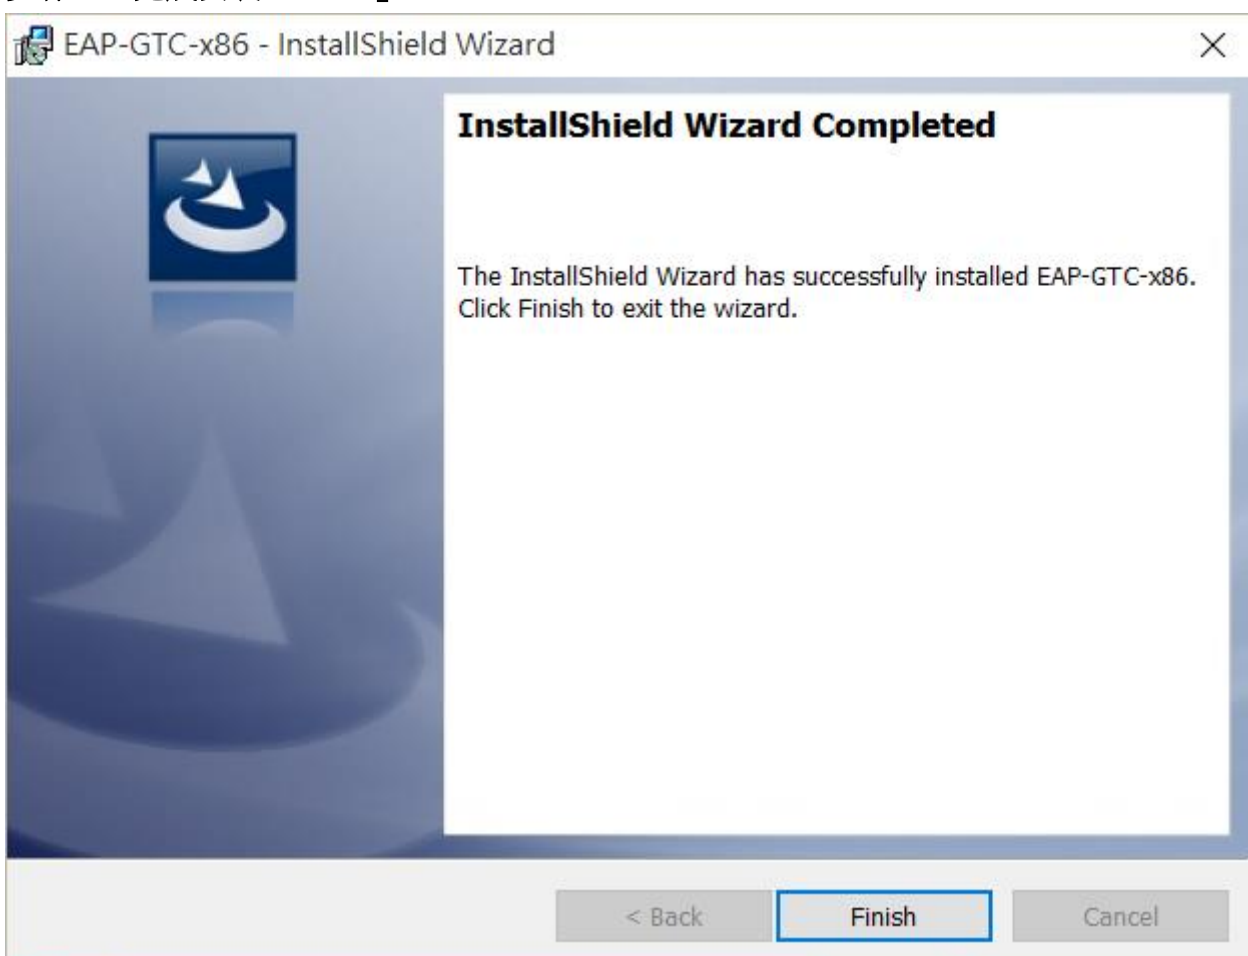 EAP-GTC-x86 - InstallShield Wizard
InstallShield Wizard Completed
The InstallShield Wizard has successfully installed EAP-GTC-x86.
Click Finish to exit the wizard.
< Back
Finish
Cancel